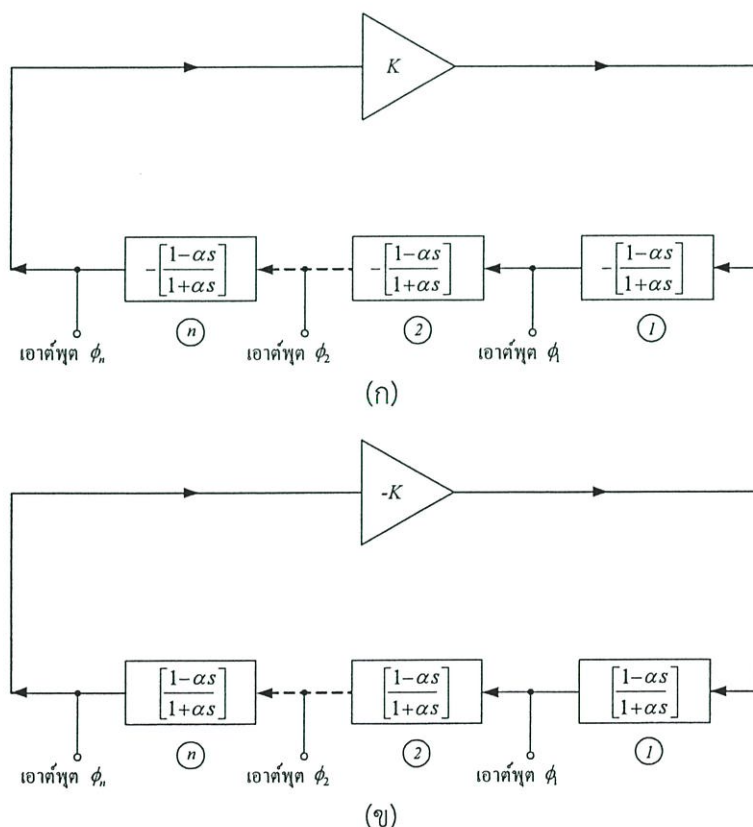 K
-[1-αs / 1+αs] -[1-αs / 1+αs] -[1-αs / 1+αs]
n 2 1
เอาต์พุต ϕn เอาต์พุต ϕ2 เอาต์พุต ϕ1
(ก)
-K
[1-αs / 1+αs] [1-αs / 1+αs] [1-αs / 1+αs]
n 2 1
เอาต์พุต ϕn เอาต์พุต ϕ2 เอาต์พุต ϕ1
(ข)